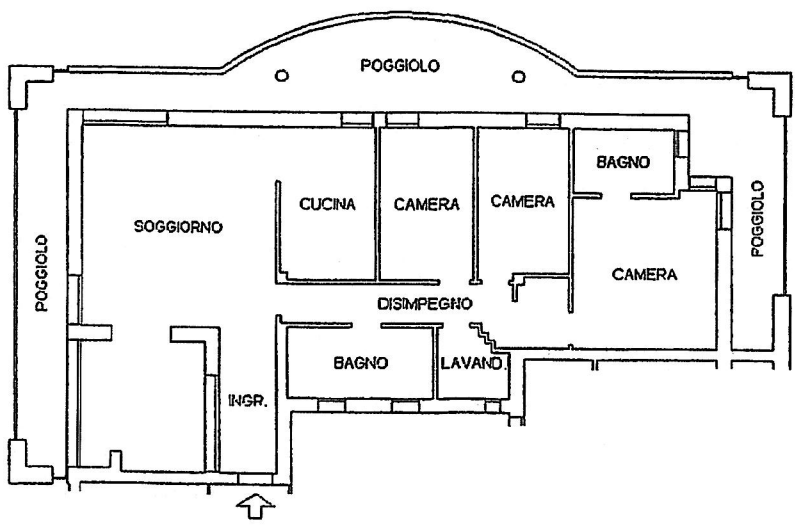 POGGIOLO
BAGNO
CUCINA
CAMERA
CAMERA
SOGGIORNO
POGGIOLO
POGGIOLO
CAMERA
DISIMPEGNO
BAGNO
LAVAND.
INGR.